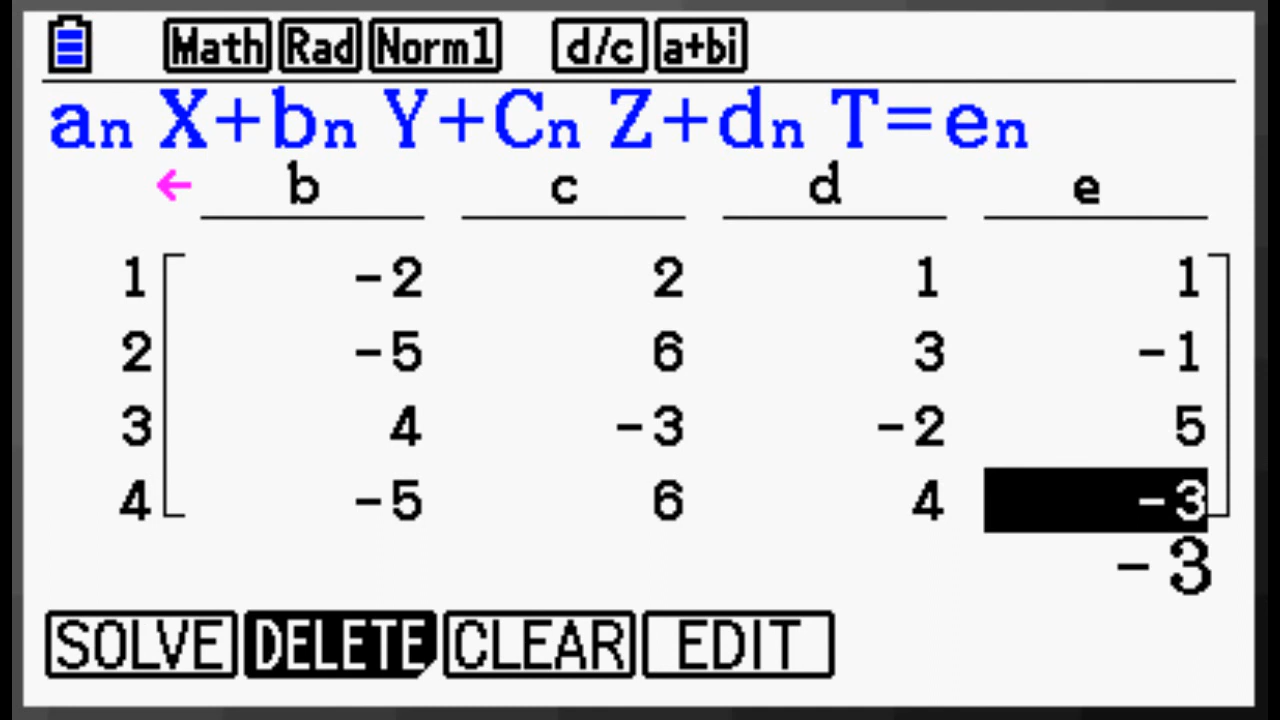 Math Rad Norm1 d/c a+bi
an X+bn Y+Cn Z+dn T=en
← b c d e
1 -2 2 1 1
2 -5 6 3 -1
3 4 -3 -2 5
4 -5 6 4 -3
-3
SOLVE DELETE CLEAR EDIT